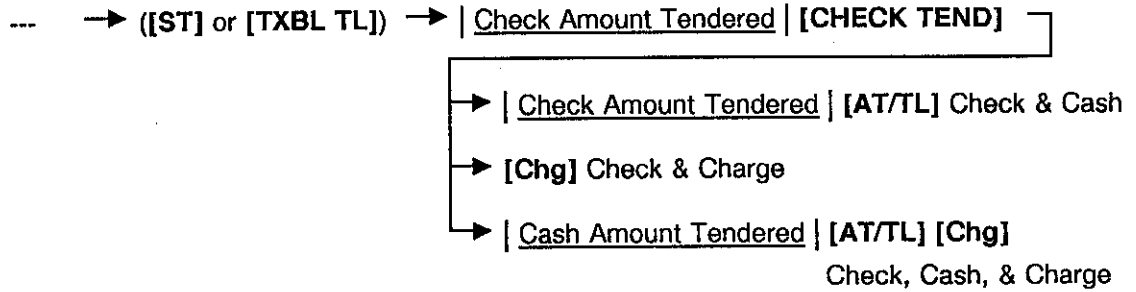 --- ([ST] or [TXBL TL]) | Check Amount Tendered | [CHECK TEND]
| Check Amount Tendered | [AT/TL] Check & Cash
[Chg] Check & Charge
| Cash Amount Tendered | [AT/TL] [Chg]
Check, Cash, & Charge